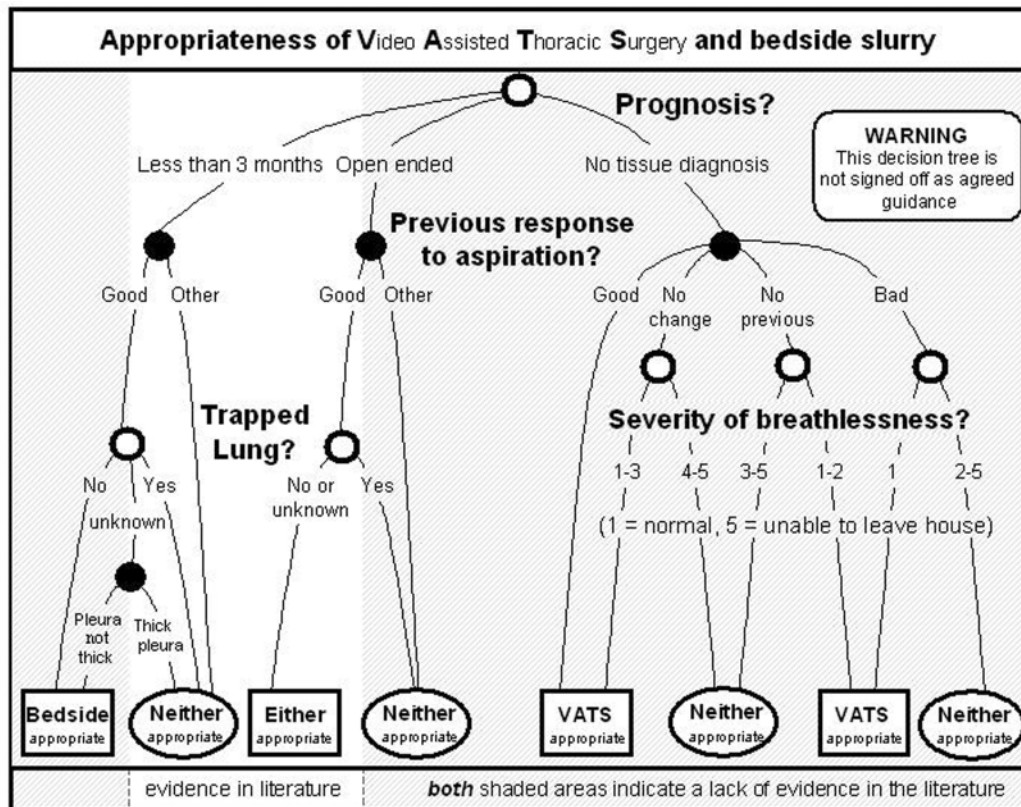 Appropriateness of Video Assisted Thoracic Surgery and bedside slurry
Prognosis?
WARNING
This decision tree is
not signed off as agreed
guidance
Less than 3 months
Open ended
No tissue diagnosis
Previous response
to aspiration?
Good
Other
Good
Other
Good
No
change
No
previous
Bad
Trapped
Lung?
Severity of breathlessness?
No
Yes
unknown
No or
unknown
Yes
1-3
4-5
3-5
1-2
1
2-5
(1 = normal, 5 = unable to leave house)
Pleura
not
thick
Thick
pleura
Bedside
appropriate
Neither
appropriate
Either
appropriate
Neither
appropriate
VATS
appropriate
Neither
appropriate
VATS
appropriate
Neither
appropriate
evidence in literature
both shaded areas indicate a lack of evidence in the literature